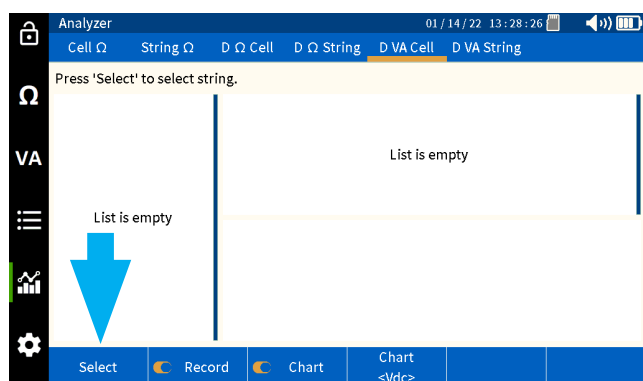 Analyzer 01/14/22 13:28:26
Cell Ω String Ω D Ω Cell D Ω String D VA Cell D VA String
Press 'Select' to select string.
Ω
VA
List is empty
List is empty
Select Record Chart Chart <Vdc>